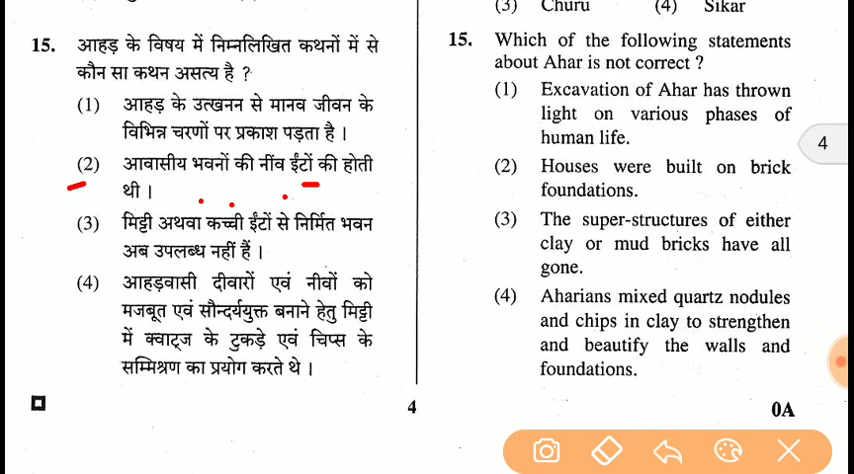 15. आहड़ के विषय में निम्नलिखित कथनों में से
कौन सा कथन असत्य है ?
(1) आहड़ के उत्खनन से मानव जीवन के
विभिन्न चरणों पर प्रकाश पड़ता है ।
(2) आवासीय भवनों की नींव ईंटों की होती
थी ।
(3) मिट्टी अथवा कच्ची ईंटों से निर्मित भवन
अब उपलब्ध नहीं हैं ।
(4) आहड़वासी दीवारों एवं नीवों को
मजबूत एवं सौन्दर्ययुक्त बनाने हेतु मिट्टी
में क्वाट्ज के टुकड़े एवं चिप्स के
सम्मिश्रण का प्रयोग करते थे ।
(3) Churu (4) Sikar
15. Which of the following statements
about Ahar is not correct ?
(1) Excavation of Ahar has thrown
light on various phases of
human life.
(2) Houses were built on brick
foundations.
(3) The super-structures of either
clay or mud bricks have all
gone.
(4) Aharians mixed quartz nodules
and chips in clay to strengthen
and beautify the walls and
foundations.
4
4
0A